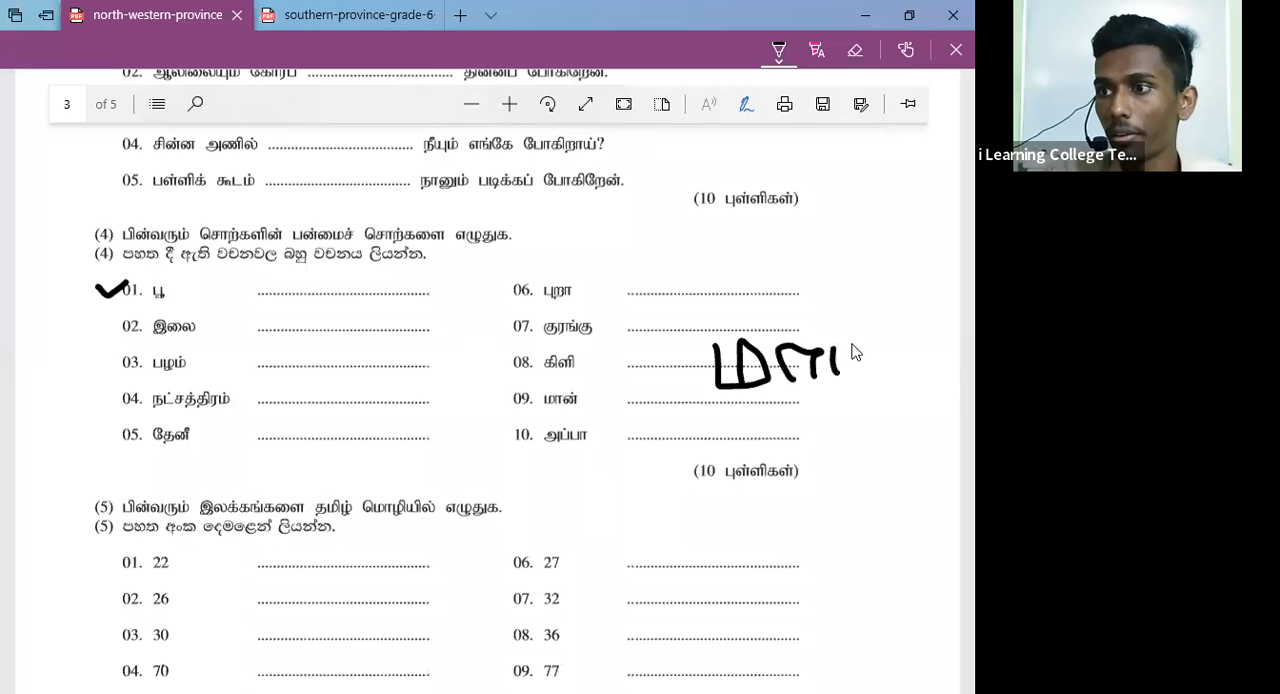 north-western-province
southern-province-grade-6-
02. ஆலிலையும் கோர்ப் ........................................ தின்னப் போகிறேன்.
3 of 5
04. சின்ன அணில் ........................................ நீயும் எங்கே போகிறாய்?
i Learning College Te...
05. பள்ளிக் கூடம் ........................................ நானும் படிக்கப் போகிறேன்.
(10 புள்ளிகள்)
(4) பின்வரும் சொற்களின் பன்மைச் சொற்களை எழுதுக.
(4) පහත දී ඇති වචනවල බහු වචනය ලියන්න.
01. பூ ................................................ 06. புறா ................................................
02. இலை ................................................ 07. குரங்கு ................................................
03. பழம் ................................................ 08. கிளி ................................................
மா
04. நட்சத்திரம் ................................................ 09. மான் ................................................
05. தேனீ ................................................ 10. அப்பா ................................................
(10 புள்ளிகள்)
(5) பின்வரும் இலக்கங்களை தமிழ் மொழியில் எழுதுக.
(5) පහත අංක දෙමළෙන් ලියන්න.
01. 22 ................................................ 06. 27 ................................................
02. 26 ................................................ 07. 32 ................................................
03. 30 ................................................ 08. 36 ................................................
04. 70 ................................................ 09. 77 ................................................